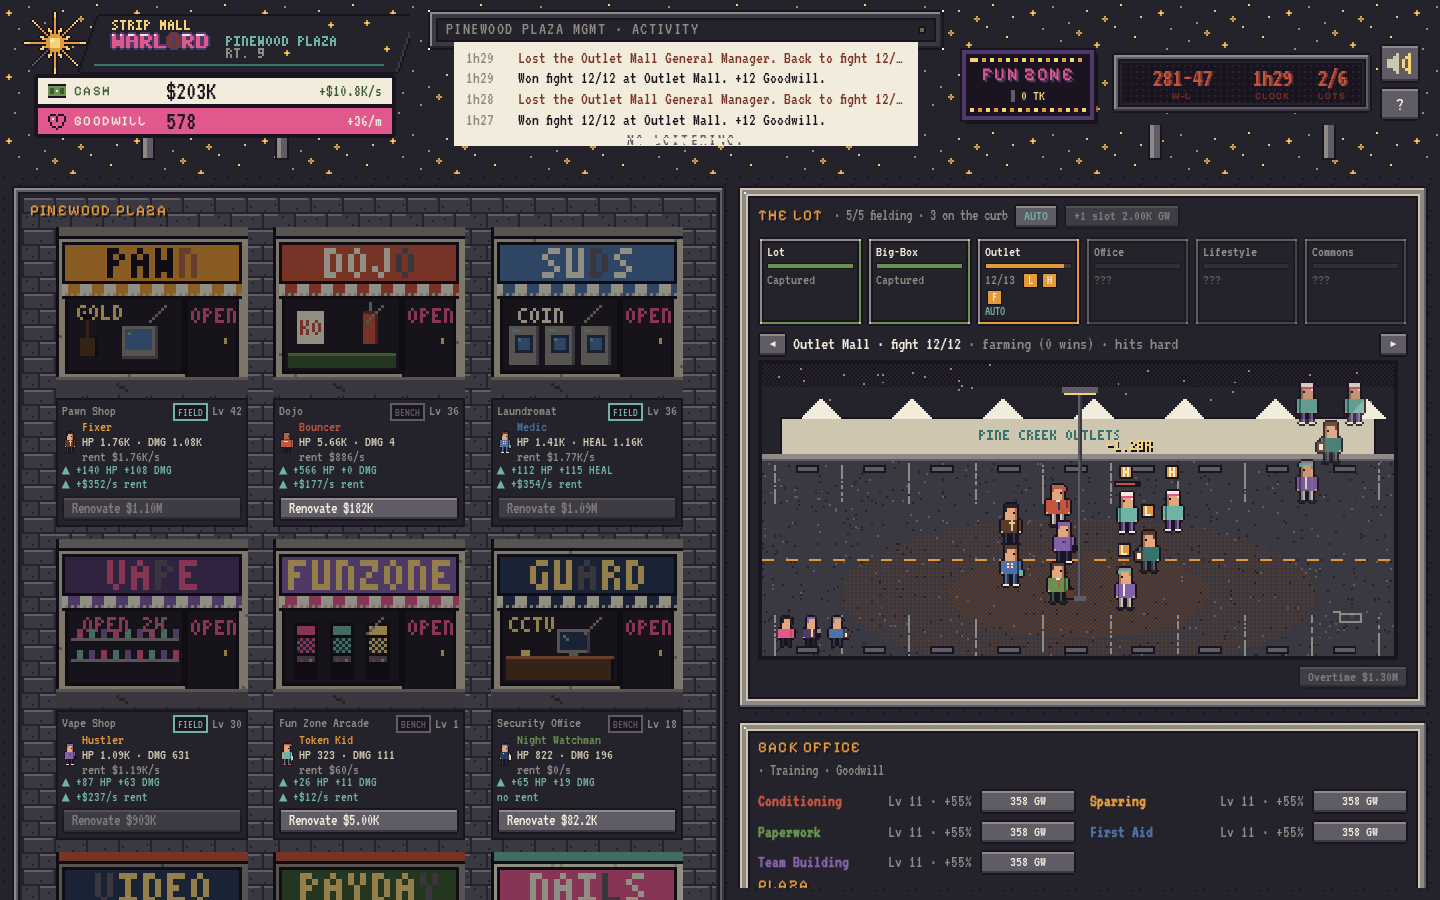 STRIP MALL
WARLORD
PINEWOOD PLAZA
RT. 9
CASH $203K +$10.8K/s
GOODWILL 578 +36/m
PINEWOOD PLAZA MGMT · ACTIVITY
1h29 Lost the Outlet Mall General Manager. Back to fight 12/…
1h29 Won fight 12/12 at Outlet Mall. +12 Goodwill.
1h28 Lost the Outlet Mall General Manager. Back to fight 12/…
1h27 Won fight 12/12 at Outlet Mall. +12 Goodwill.
NO LOITERING.
FUN ZONE
0 TK
281-47 1h29 2/6
W-L CLOCK LOTS
?
PINEWOOD PLAZA
PAWN
GOLD OPEN
DOJO
KO OPEN
SUDS
COIN OPEN
Pawn Shop FIELD Lv 42
Fixer
HP 1.76K · DMG 1.08K
rent $1.76K/s
▲ +140 HP +108 DMG
▲ +$352/s rent
Renovate $1.10M
Dojo BENCH Lv 36
Bouncer
HP 5.66K · DMG 4
rent $886/s
▲ +566 HP +0 DMG
▲ +$177/s rent
Renovate $182K
Laundromat FIELD Lv 36
Medic
HP 1.41K · HEAL 1.16K
rent $1.77K/s
▲ +112 HP +115 HEAL
▲ +$354/s rent
Renovate $1.09M
VAPE
OPEN 24 OPEN
FUNZONE
OPEN
GUARD
CCTV OPEN
Vape Shop FIELD Lv 30
Hustler
HP 1.09K · DMG 631
rent $1.19K/s
▲ +87 HP +63 DMG
▲ +$237/s rent
Renovate $903K
Fun Zone Arcade BENCH Lv 1
Token Kid
HP 323 · DMG 111
rent $60/s
▲ +26 HP +11 DMG
▲ +$12/s rent
Renovate $5.00K
Security Office BENCH Lv 18
Night Watchman
HP 822 · DMG 196
rent $0/s
▲ +65 HP +19 DMG
no rent
Renovate $82.2K
VIDEO
PAYDAY
NAILS
THE LOT · 5/5 fielding · 3 on the curb AUTO +1 slot 2.00K GW
Lot
Captured
Big-Box
Captured
Outlet
12/13 L H
F
AUTO
Office
???
Lifestyle
???
Commons
???
◄ Outlet Mall · fight 12/12 · farming (0 wins) · hits hard ►
PINE CREEK OUTLETS
H H
L
L
Overtime $1.30M
BACK OFFICE
· Training · Goodwill
Conditioning Lv 11 · +55% 358 GW
Sparring Lv 11 · +55% 358 GW
Paperwork Lv 11 · +55% 358 GW
First Aid Lv 11 · +55% 358 GW
Team Building Lv 11 · +55% 358 GW
PLAZA